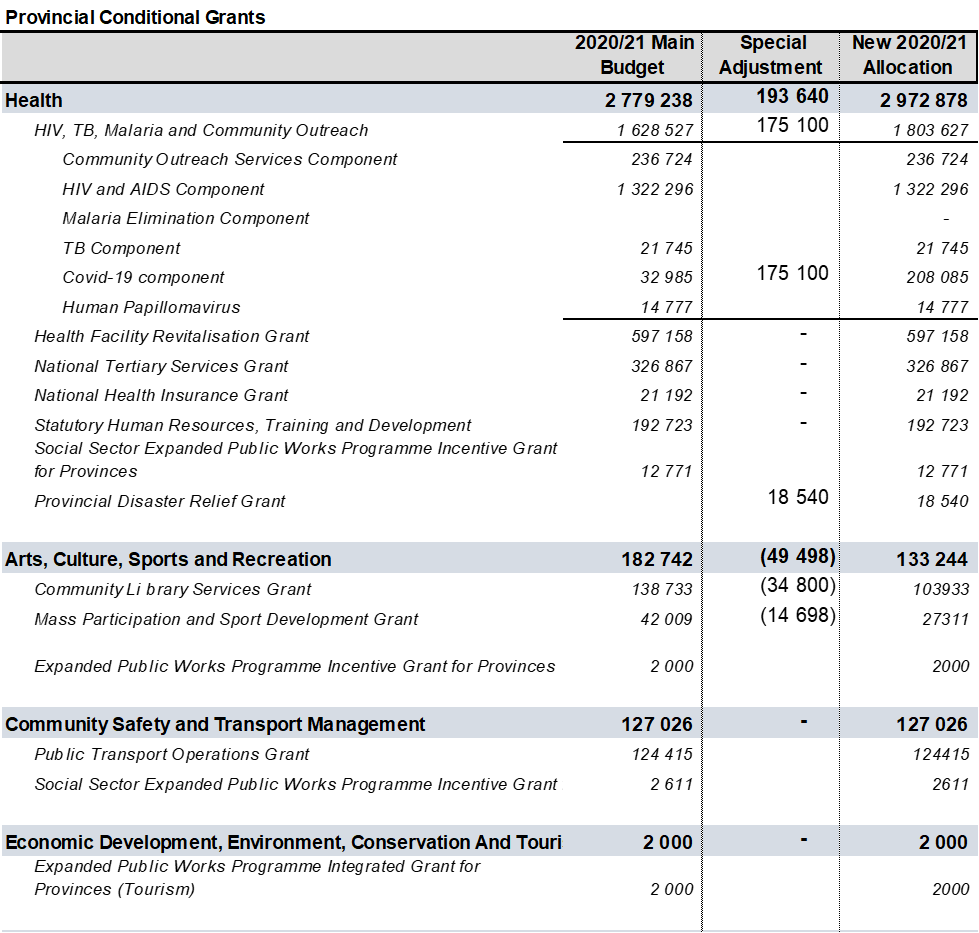 Provincial Conditional Grants
2020/21 Main Budget Special Adjustment New 2020/21 Allocation
Health 2 779 238 193 640 2 972 878
HIV, TB, Malaria and Community Outreach 1 628 527 175 100 1 803 627
Community Outreach Services Component 236 724 236 724
HIV and AIDS Component 1 322 296 1 322 296
Malaria Elimination Component -
TB Component 21 745 21 745
Covid-19 component 32 985 175 100 208 085
Human Papillomavirus 14 777 14 777
Health Facility Revitalisation Grant 597 158 - 597 158
National Tertiary Services Grant 326 867 - 326 867
National Health Insurance Grant 21 192 - 21 192
Statutory Human Resources, Training and Development 192 723 - 192 723
Social Sector Expanded Public Works Programme Incentive Grant
for Provinces 12 771 12 771
Provincial Disaster Relief Grant 18 540 18 540
Arts, Culture, Sports and Recreation 182 742 (49 498) 133 244
Community Li brary Services Grant 138 733 (34 800) 103933
Mass Participation and Sport Development Grant 42 009 (14 698) 27311
Expanded Public Works Programme Incentive Grant for Provinces 2 000 2000
Community Safety and Transport Management 127 026 - 127 026
Public Transport Operations Grant 124 415 124415
Social Sector Expanded Public Works Programme Incentive Grant 2 611 2611
Economic Development, Environment, Conservation And Touri 2 000 - 2 000
Expanded Public Works Programme Integrated Grant for
Provinces (Tourism) 2 000 2000